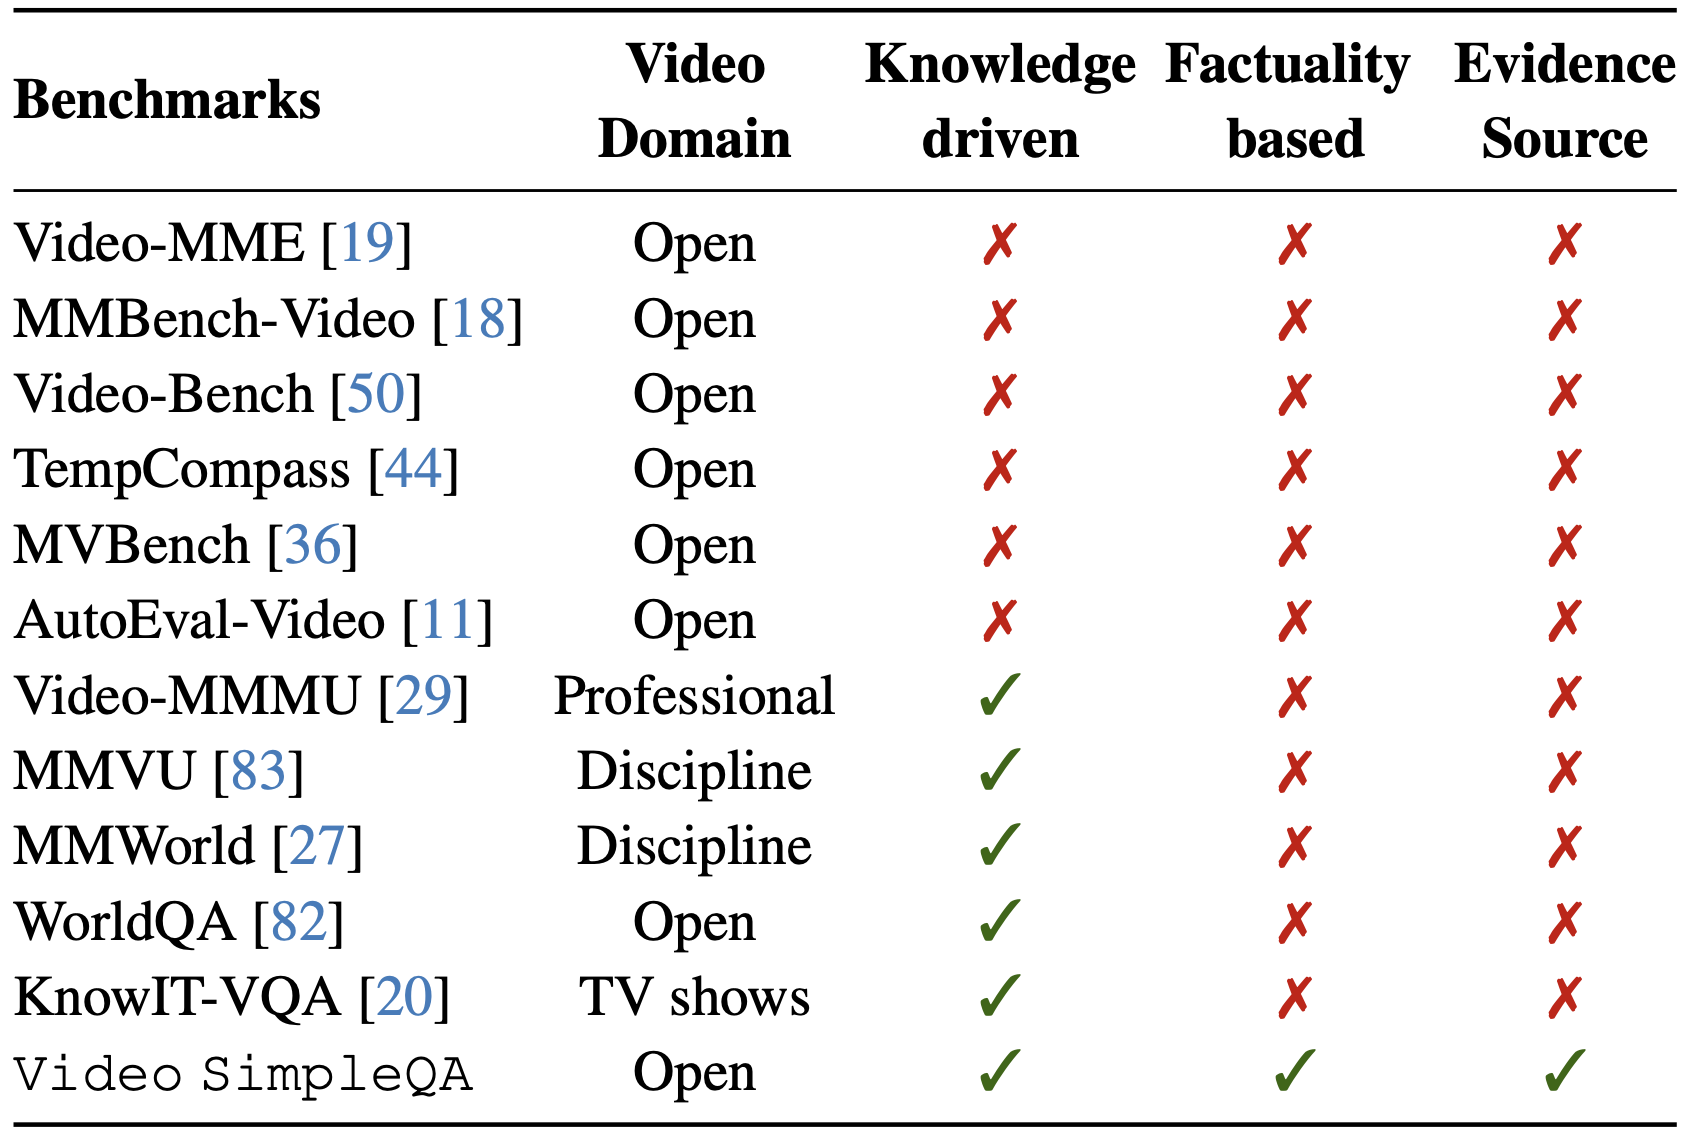 Benchmarks Video Domain Knowledge driven Factuality based Evidence Source
Video-MME [19] Open ✗ ✗ ✗
MMBench-Video [18] Open ✗ ✗ ✗
Video-Bench [50] Open ✗ ✗ ✗
TempCompass [44] Open ✗ ✗ ✗
MVBench [36] Open ✗ ✗ ✗
AutoEval-Video [11] Open ✗ ✗ ✗
Video-MMMU [29] Professional ✓ ✗ ✗
MMVU [83] Discipline ✓ ✗ ✗
MMWorld [27] Discipline ✓ ✗ ✗
WorldQA [82] Open ✓ ✗ ✗
KnowIT-VQA [20] TV shows ✓ ✗ ✗
Video SimpleQA Open ✓ ✓ ✓